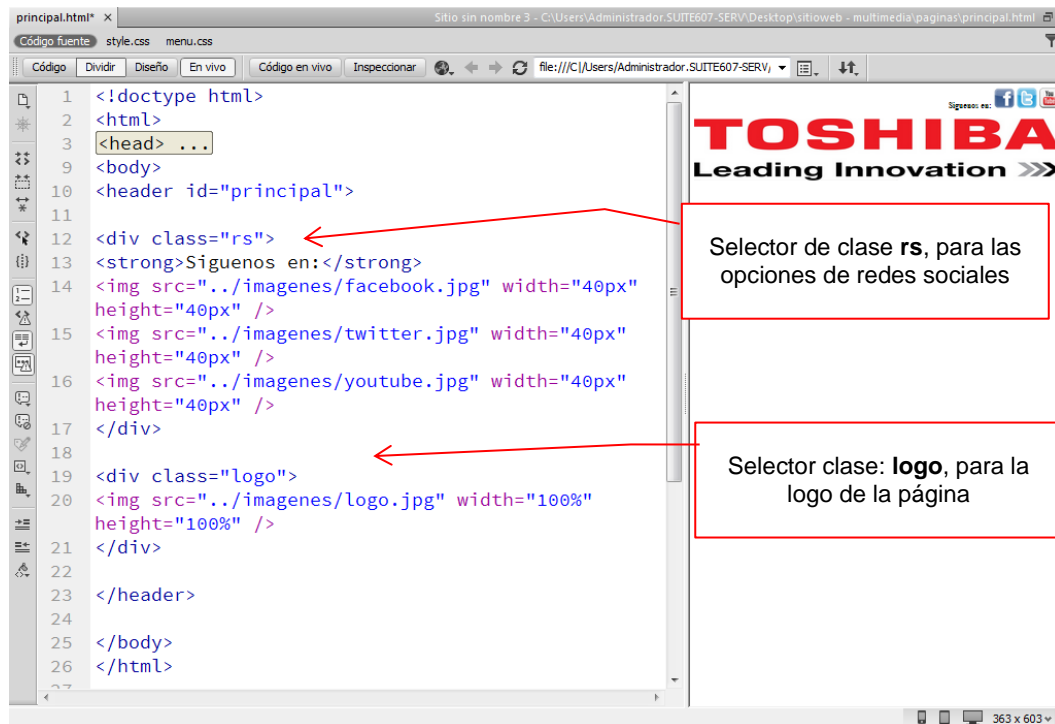 principal.html* ×
Sitio sin nombre 3 - C:\Users\Administrador.SUITE607-SERV\Desktop\sitioweb - multimedia\paginas\principal.html
Código fuente style.css menu.css
Código Dividir Diseño En vivo Código en vivo Inspeccionar file:///C|/Users/Administrador.SUITE607-SERV/
1 <!doctype html>
2 <html>
3 <head> ...
9 <body>
10 <header id="principal">
11
12 <div class="rs">
13 <strong>Siguenos en:</strong>
14 <img src="../imagenes/facebook.jpg" width="40px"
height="40px" />
15 <img src="../imagenes/twitter.jpg" width="40px"
height="40px" />
16 <img src="../imagenes/youtube.jpg" width="40px"
height="40px" />
17 </div>
18
19 <div class="logo">
20 <img src="../imagenes/logo.jpg" width="100%"
height="100%" />
21 </div>
22
23 </header>
24
25 </body>
26 </html>
27
Siguenos en:
TOSHIBA
Leading Innovation >>>
Selector de clase rs, para las
opciones de redes sociales
Selector clase: logo, para la
logo de la página
363 x 603